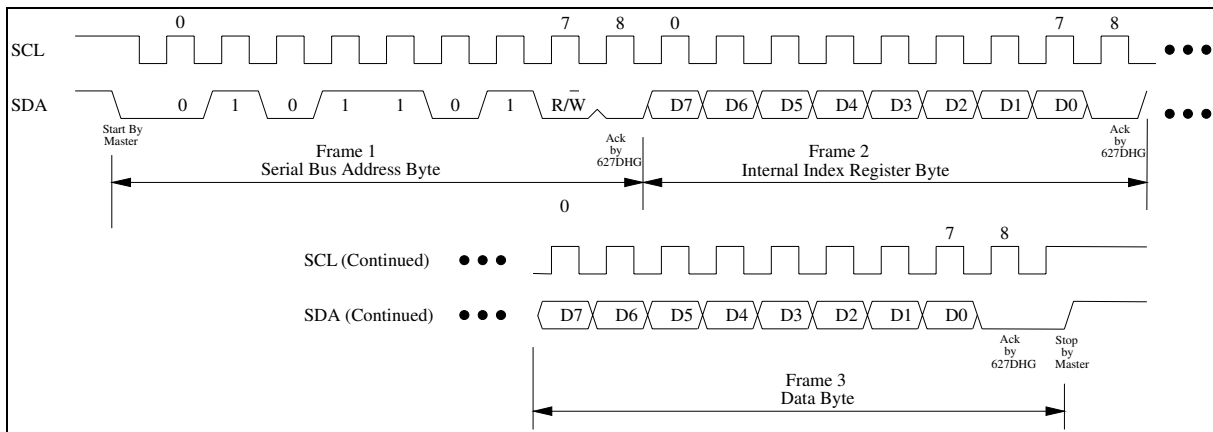 0 7 8 0 7 8
SCL
SDA 0 1 0 1 1 0 1 R/W̅ D7 D6 D5 D4 D3 D2 D1 D0
Start By
Master
Ack
by
627DHG
Ack
by
627DHG
Frame 1
Serial Bus Address Byte
Frame 2
Internal Index Register Byte
0
7 8
SCL (Continued)
SDA (Continued) D7 D6 D5 D4 D3 D2 D1 D0
Ack
by
627DHG
Stop
by
Master
Frame 3
Data Byte